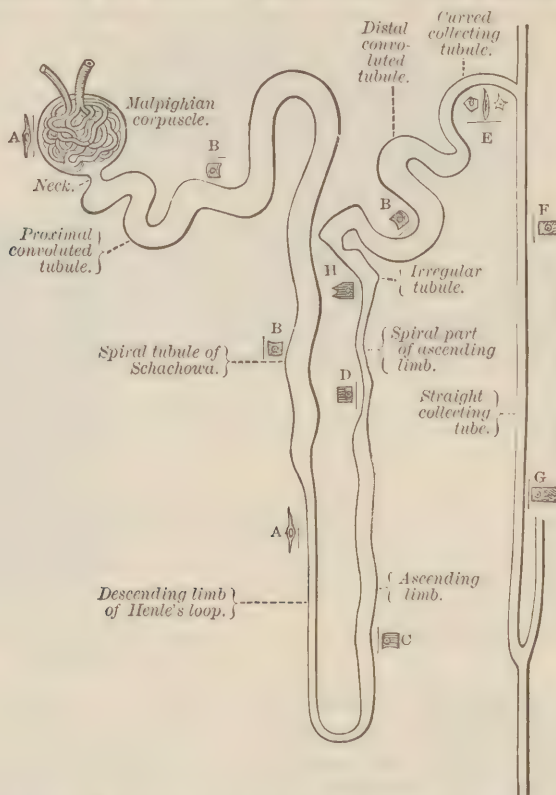 Distal
convo-
luted
tubule.
Curved
collecting
tubule.
Malpighian
corpuscle.
A
B
E
Neck.
B
F
Proximal
convoluted
tubule.
H
Irregular
tubule.
B
Spiral tubule of
Schachowa.
Spiral part
of ascending
limb.
D
Straight
collecting
tube.
G
A
Descending limb
of Henle's loop.
Ascending
limb.
C